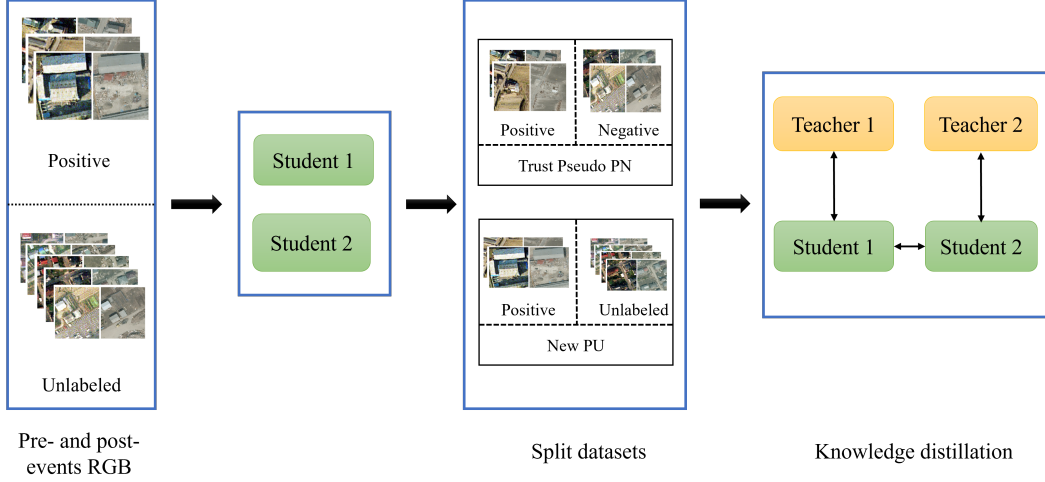 Positive
Unlabeled
Pre- and post-
events RGB
Student 1
Student 2
Positive
Negative
Trust Pseudo PN
Positive
Unlabeled
New PU
Split datasets
Teacher 1
Teacher 2
Student 1
Student 2
Knowledge distillation